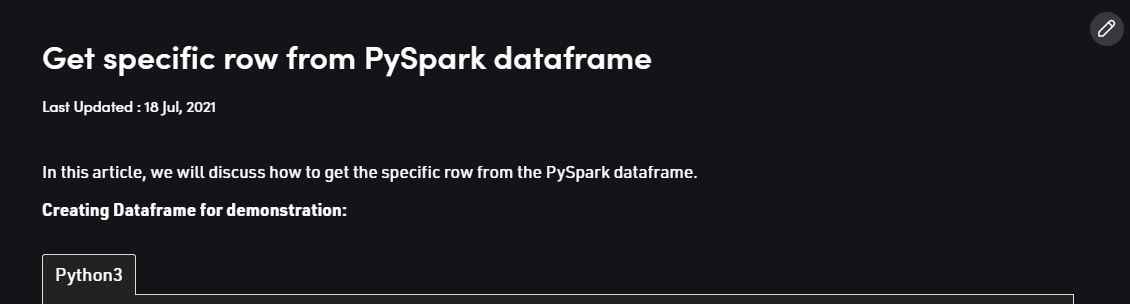 Get specific row from PySpark dataframe
Last Updated : 18 Jul, 2021
In this article, we will discuss how to get the specific row from the PySpark dataframe.
Creating Dataframe for demonstration:
Python3